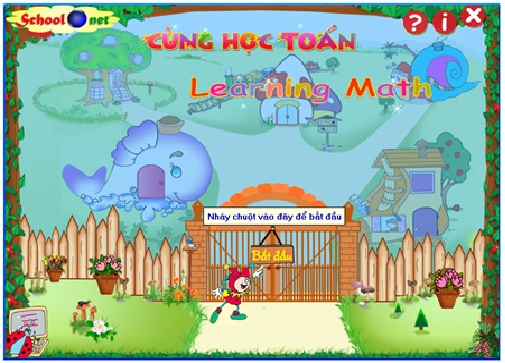 School net
CÙNG HỌC TOÁN
Learning Math
Nháy chuột vào đây để bắt đầu
Bắt đầu